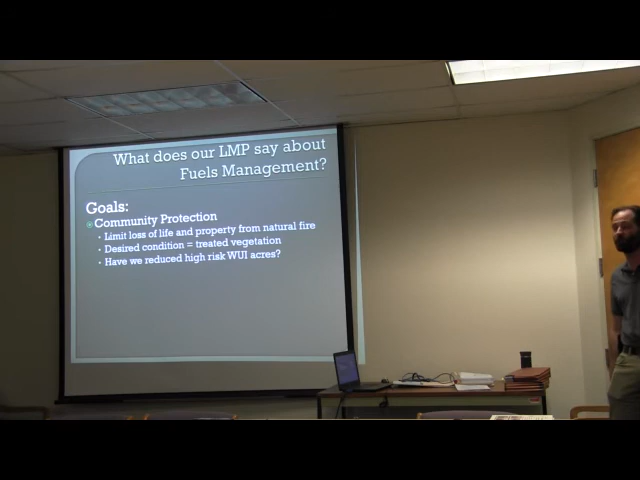 What does our LMP say about
Fuels Management?
Goals:
Community Protection
Limit loss of life and property from natural fire
Desired condition = treated vegetation
Have we reduced high risk WUI acres?